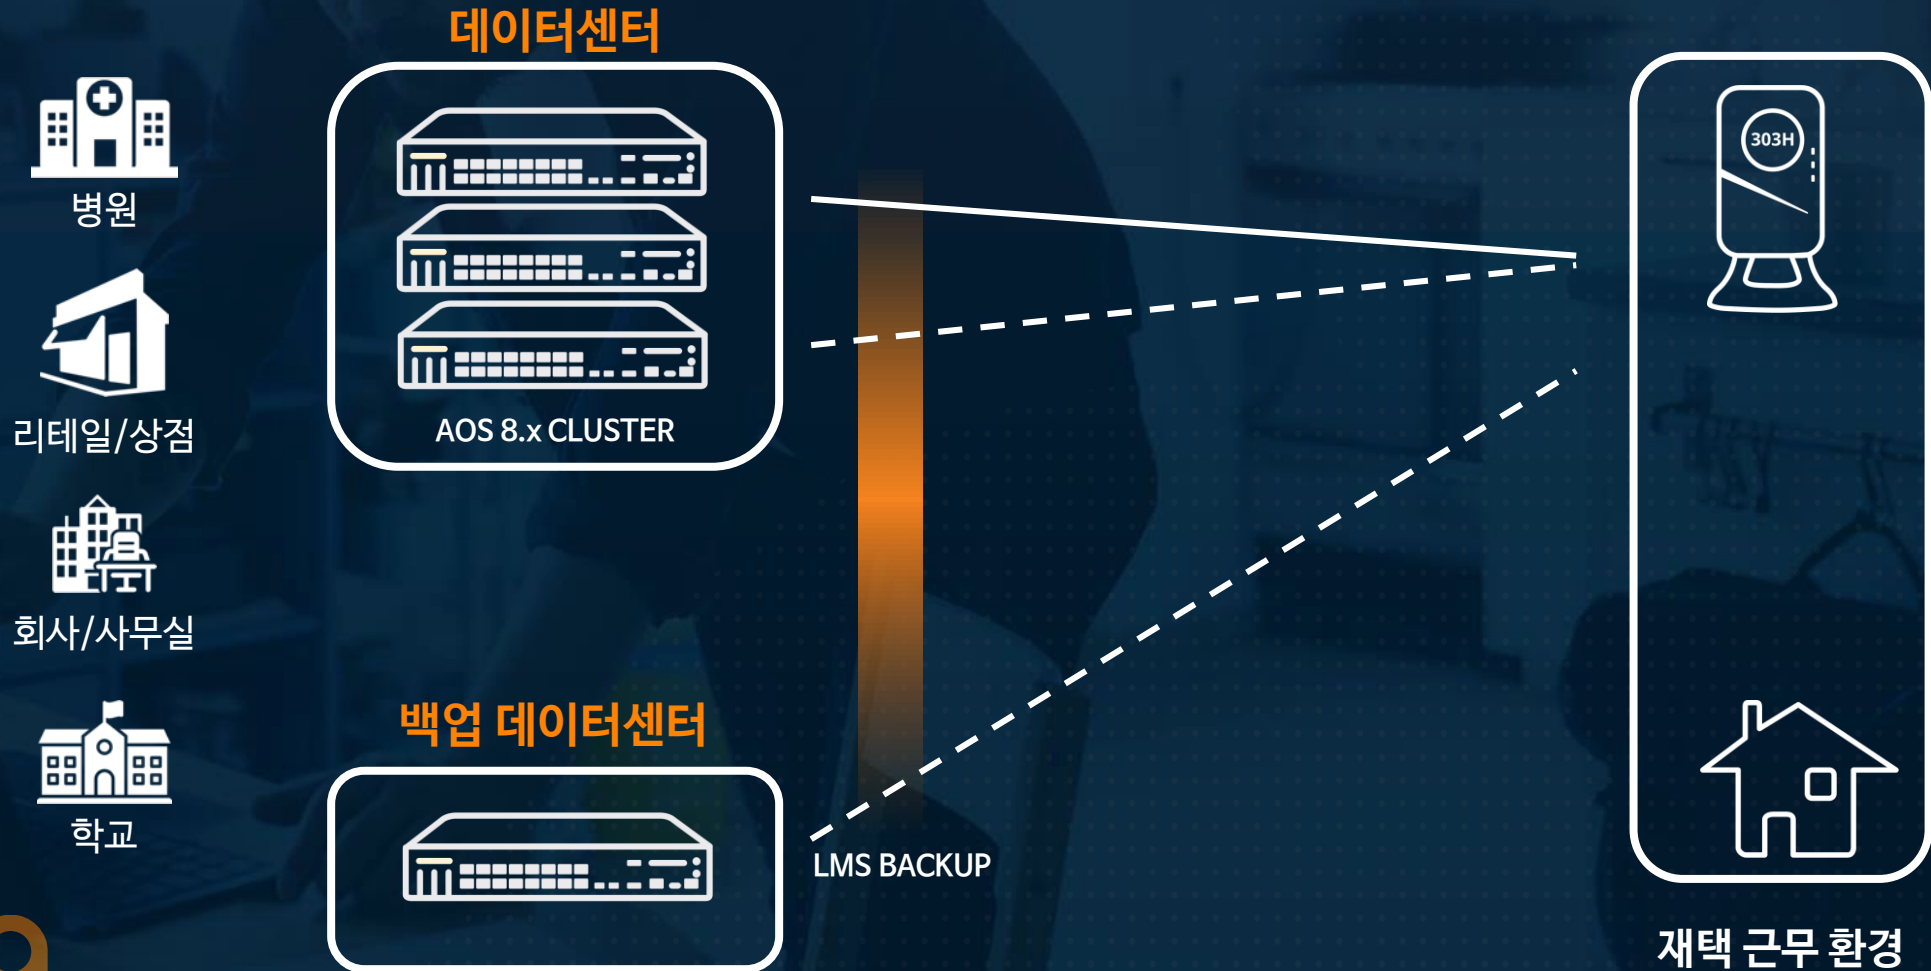 데이터센터
병원
리테일/상점
회사/사무실
학교
AOS 8.x CLUSTER
백업 데이터센터
LMS BACKUP
303H
재택 근무 환경